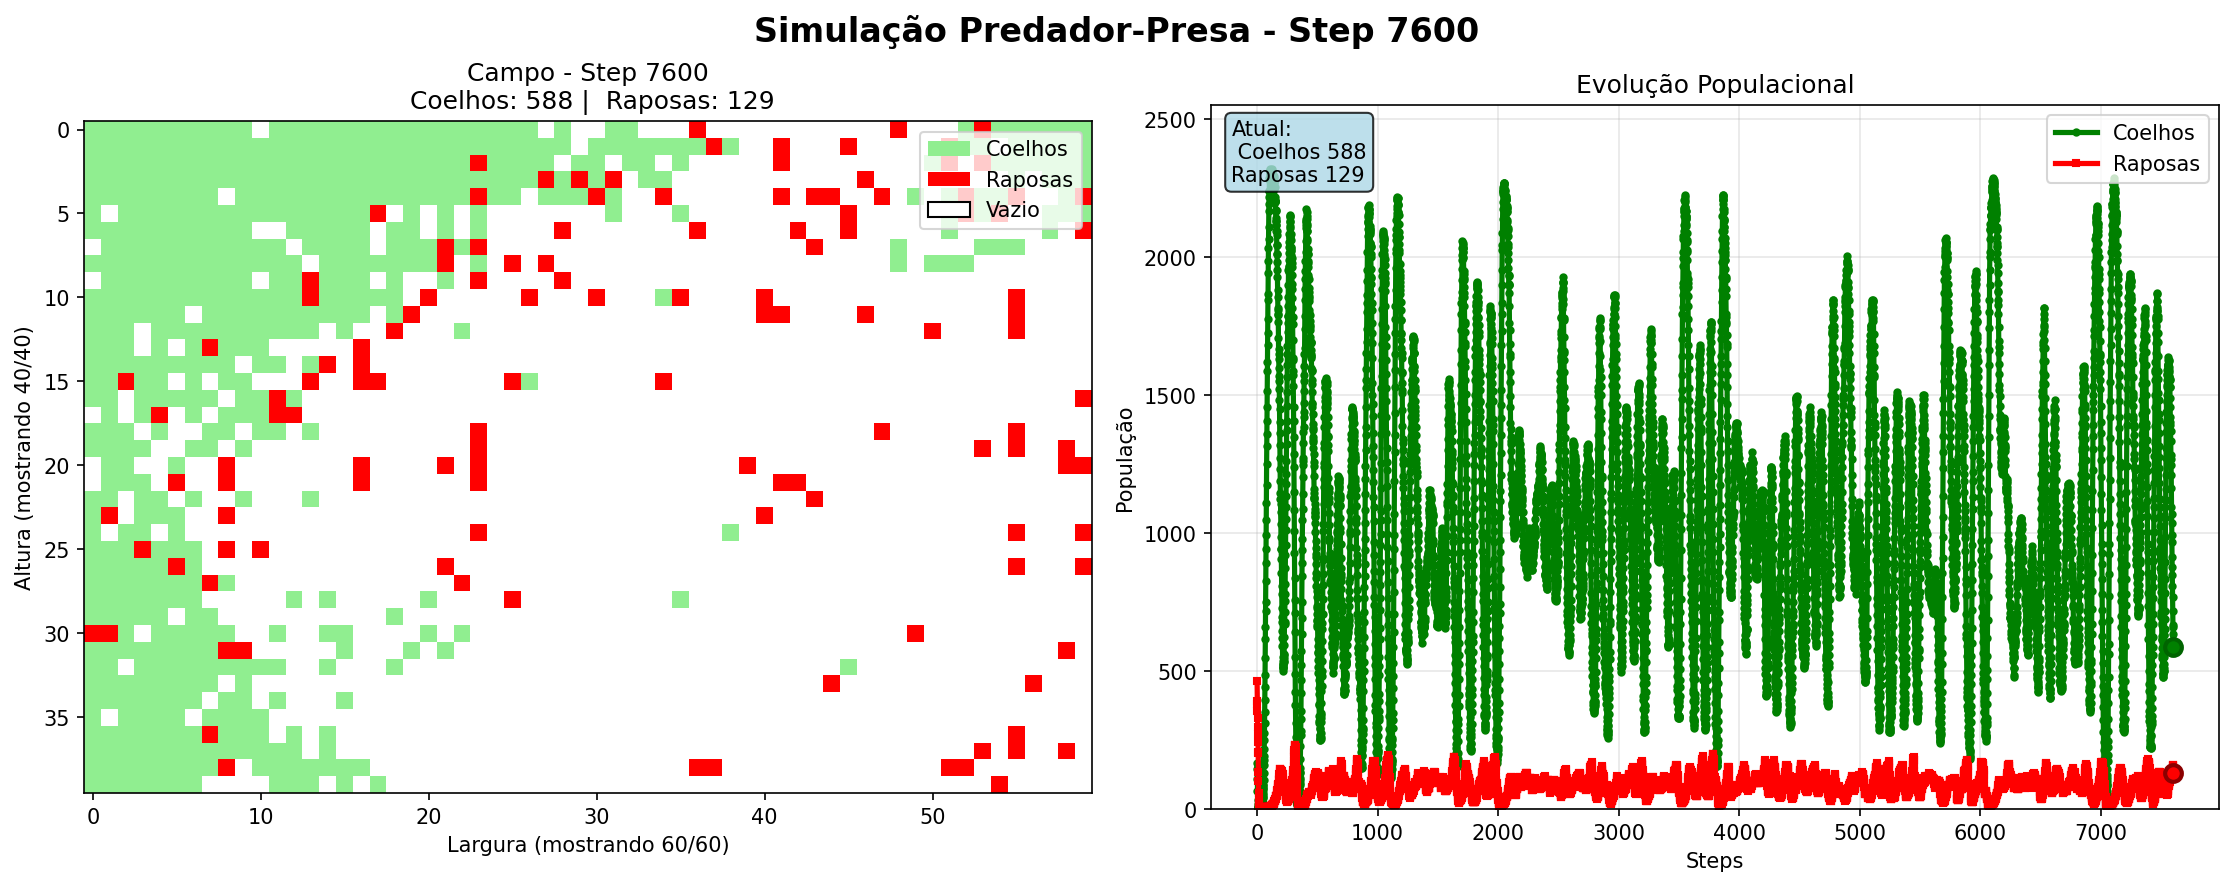 Simulação Predador-Presa - Step 7600
Campo - Step 7600
Coelhos: 588 |  Raposas: 129
Altura (mostrando 40/40)
0
5
10
15
20
25
30
35
0
10
20
30
40
50
Largura (mostrando 60/60)
Coelhos
Raposas
Vazio
Evolução Populacional
População
2500
2000
1500
1000
500
0
0
1000
2000
3000
4000
5000
6000
7000
Steps
Atual:
Coelhos 588
Raposas 129
Coelhos
Raposas